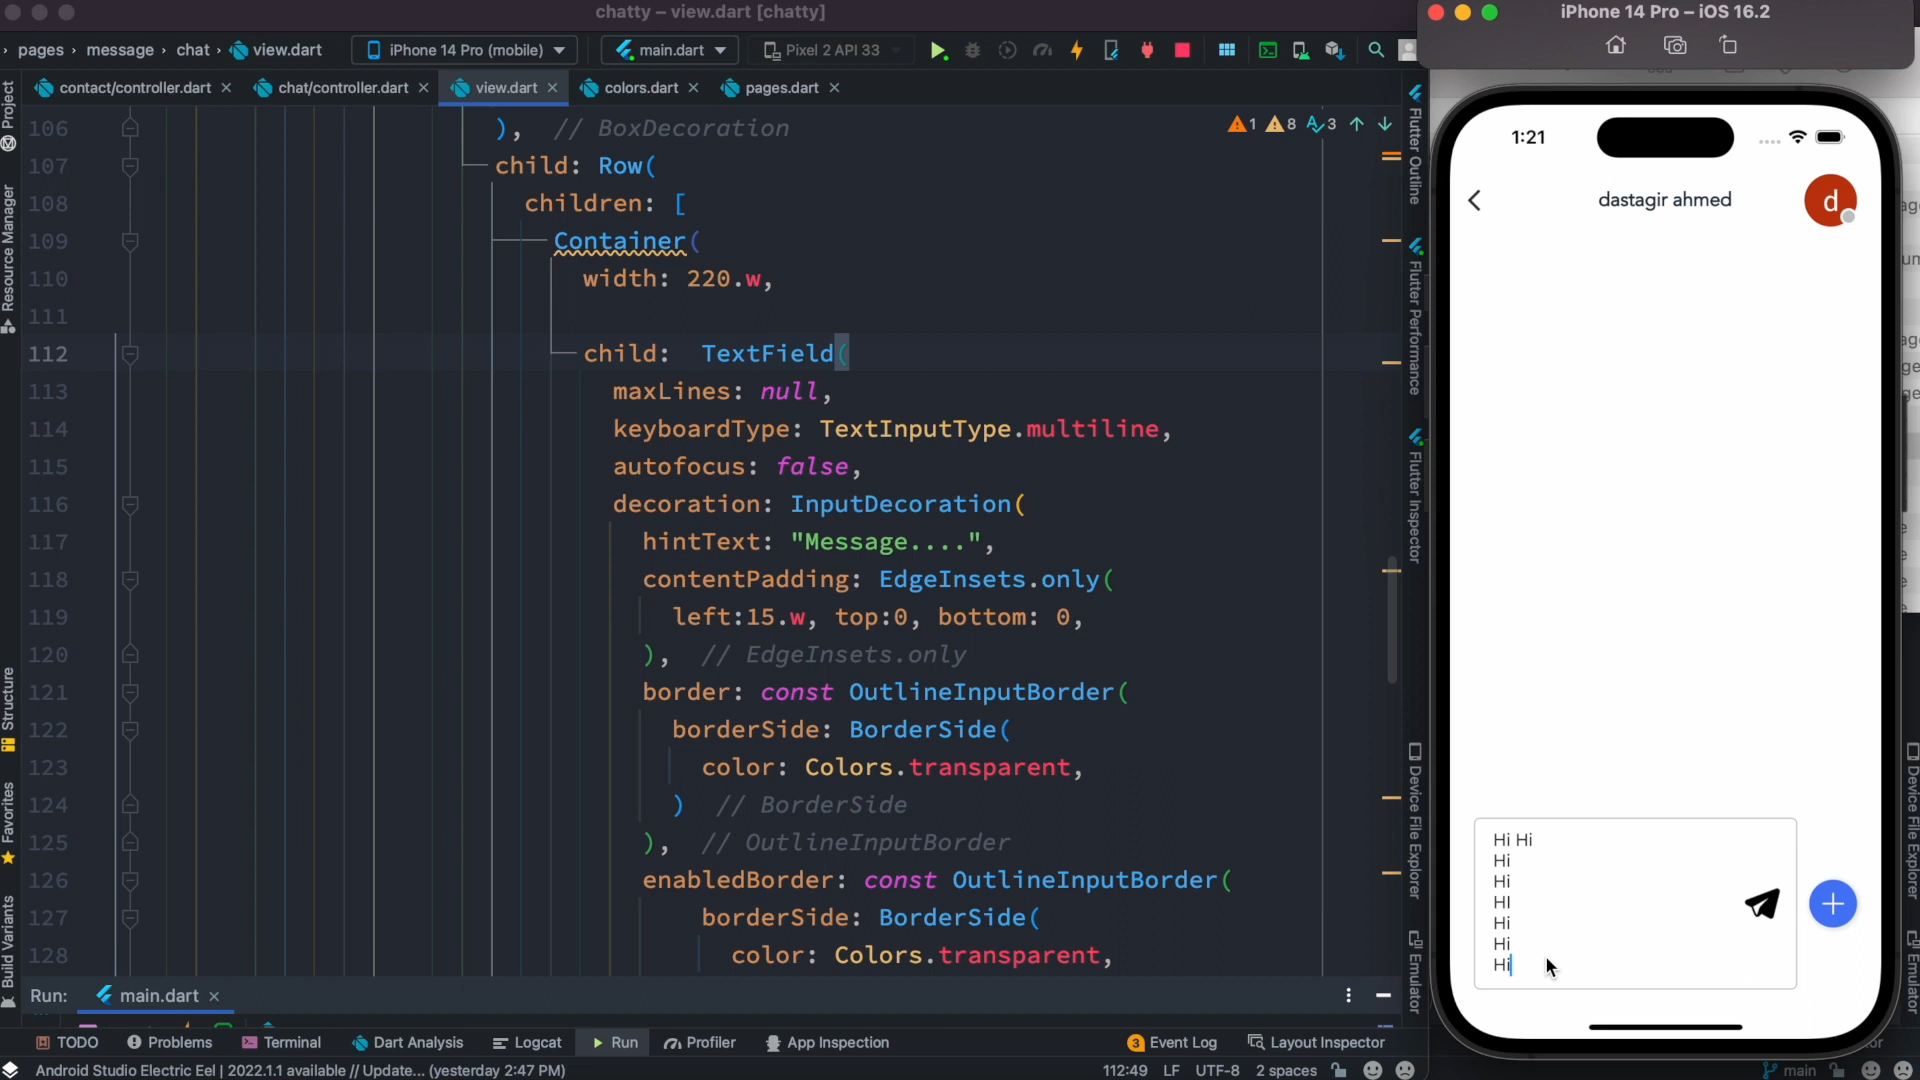 chatty – view.dart [chatty]
iPhone 14 Pro – iOS 16.2
pages
message
chat
view.dart
iPhone 14 Pro (mobile)
main.dart
Pixel 2 API 33
contact/controller.dart
chat/controller.dart
view.dart
colors.dart
pages.dart
106 ), // BoxDecoration
1 8 3
107 child: Row(
108 children: [
109 Container(
110 width: 220.w,
111
112 child: TextField(
113 maxLines: null,
114 keyboardType: TextInputType.multiline,
115 autofocus: false,
116 decoration: InputDecoration(
117 hintText: "Message....",
118 contentPadding: EdgeInsets.only(
119 left:15.w, top:0, bottom: 0,
120 ), // EdgeInsets.only
121 border: const OutlineInputBorder(
122 borderSide: BorderSide(
123 color: Colors.transparent,
124 ) // BorderSide
125 ), // OutlineInputBorder
126 enabledBorder: const OutlineInputBorder(
127 borderSide: BorderSide(
128 color: Colors.transparent,
Project
Resource Manager
Structure
Favorites
Build Variants
Flutter Outline
Flutter Performance
Flutter Inspector
Device File Explorer
Emulator
1:21
dastagir ahmed
d
Hi Hi
Hi
Hi
HI
Hi
Hi
Hi
Device File Explorer
Emulator
Run: main.dart
TODO
Problems
Terminal
Dart Analysis
Logcat
Run
Profiler
App Inspection
3 Event Log
Layout Inspector
Android Studio Electric Eel | 2022.1.1 available // Update... (yesterday 2:47 PM)
112:49 LF UTF-8 2 spaces
main